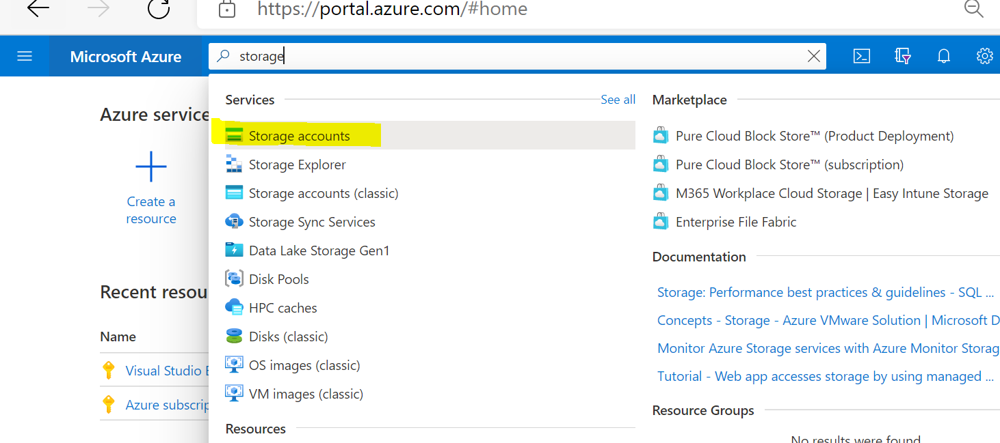 https://portal.azure.com/#home
Microsoft Azure
storage
Azure service
Create a
resource
Recent resou
Name
Visual Studio E
Azure subscrip
Services
See all
Storage accounts
Storage Explorer
Storage accounts (classic)
Storage Sync Services
Data Lake Storage Gen1
Disk Pools
HPC caches
Disks (classic)
OS images (classic)
VM images (classic)
Resources
Marketplace
Pure Cloud Block Store™ (Product Deployment)
Pure Cloud Block Store™ (subscription)
M365 Workplace Cloud Storage | Easy Intune Storage
Enterprise File Fabric
Documentation
Storage: Performance best practices & guidelines - SQL ...
Concepts - Storage - Azure VMware Solution | Microsoft D
Monitor Azure Storage services with Azure Monitor Storag
Tutorial - Web app accesses storage by using managed ...
Resource Groups
No results were found